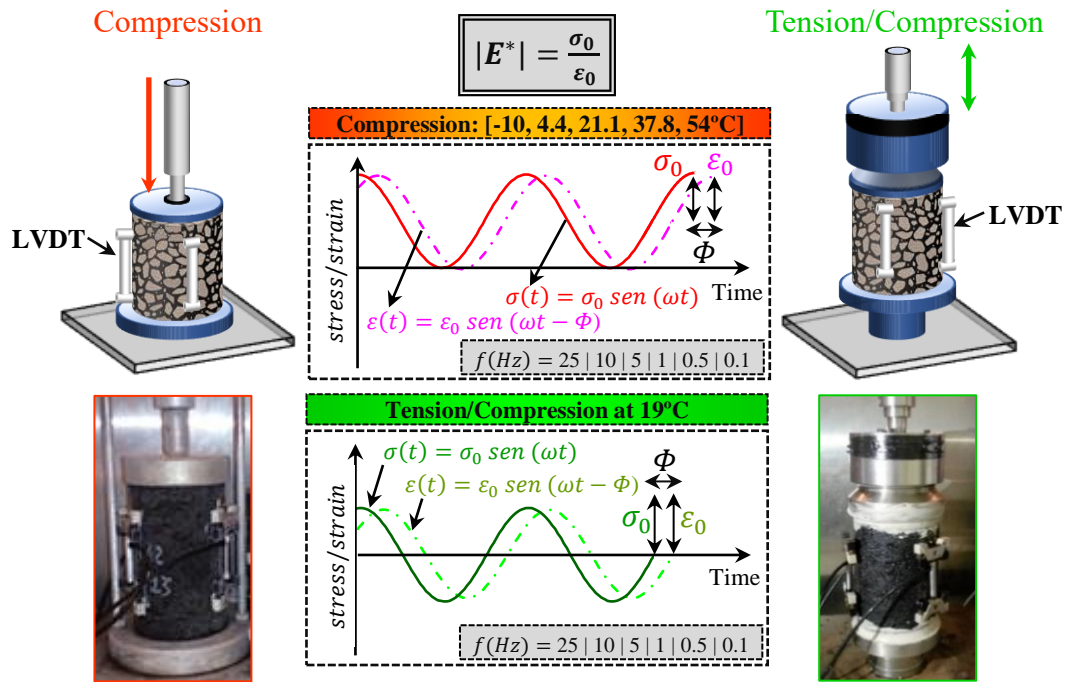 Compression
Tension/Compression
|E*| = σ₀/ε₀
Compression: [-10, 4.4, 21.1, 37.8, 54ºC]
LVDT
stress/strain
σ₀ ε₀
Φ
Time
σ(t) = σ₀ sen (ωt)
ε(t) = ε₀ sen (ωt − Φ)
f(Hz) = 25 | 10 | 5 | 1 | 0.5 | 0.1
LVDT
Tension/Compression at 19ºC
stress/strain
σ(t) = σ₀ sen (ωt)
ε(t) = ε₀ sen (ωt − Φ)
Φ
σ₀ ε₀
Time
f(Hz) = 25 | 10 | 5 | 1 | 0.5 | 0.1